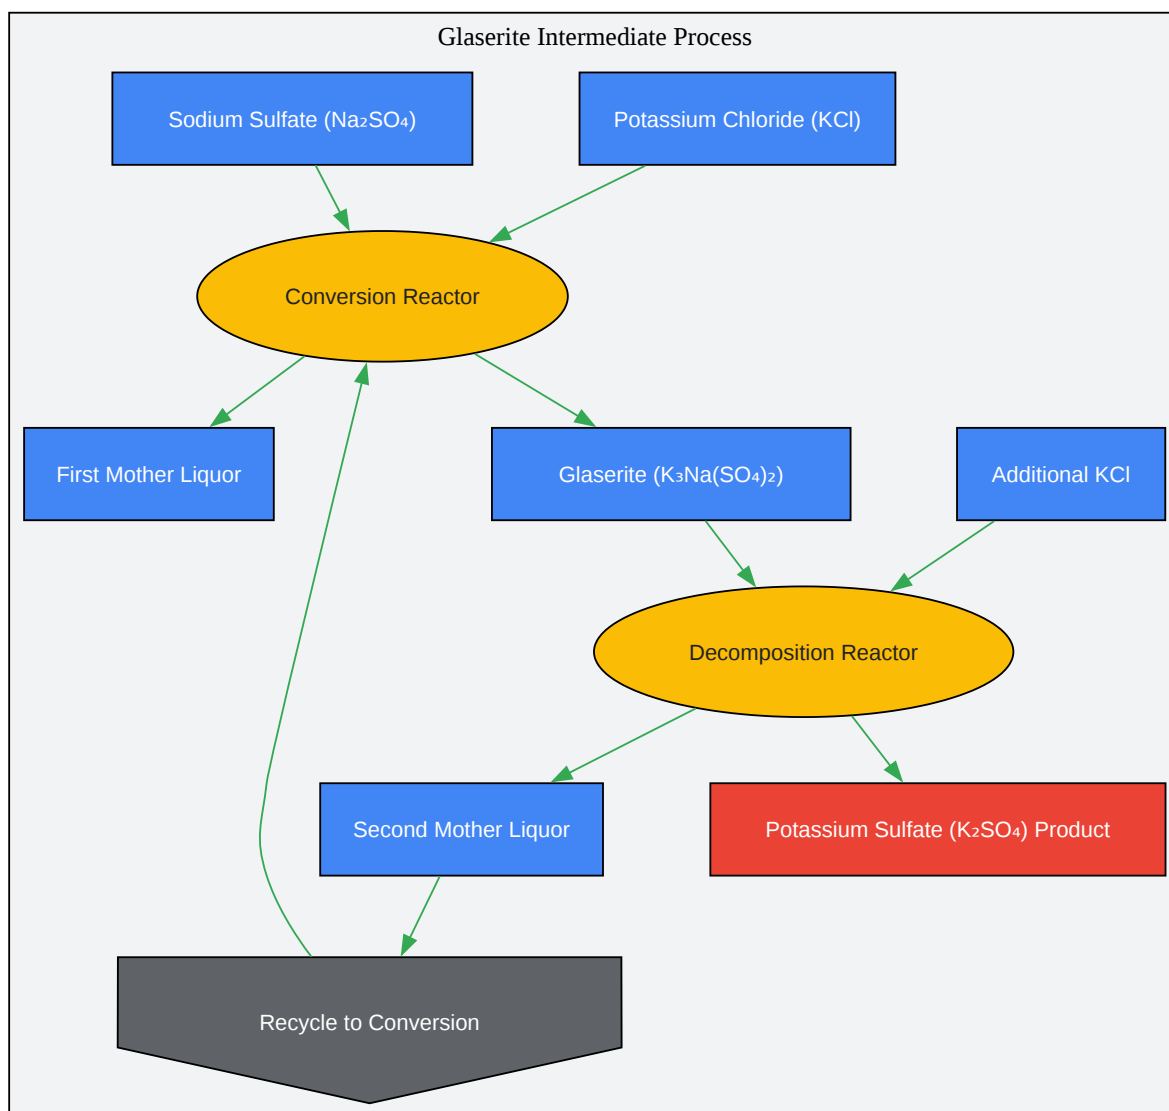 Glaserite Intermediate Process
Sodium Sulfate (Na₂SO₄)
Potassium Chloride (KCl)
Conversion Reactor
First Mother Liquor
Glaserite (K₃Na(SO₄)₂)
Additional KCl
Decomposition Reactor
Second Mother Liquor
Potassium Sulfate (K₂SO₄) Product
Recycle to Conversion